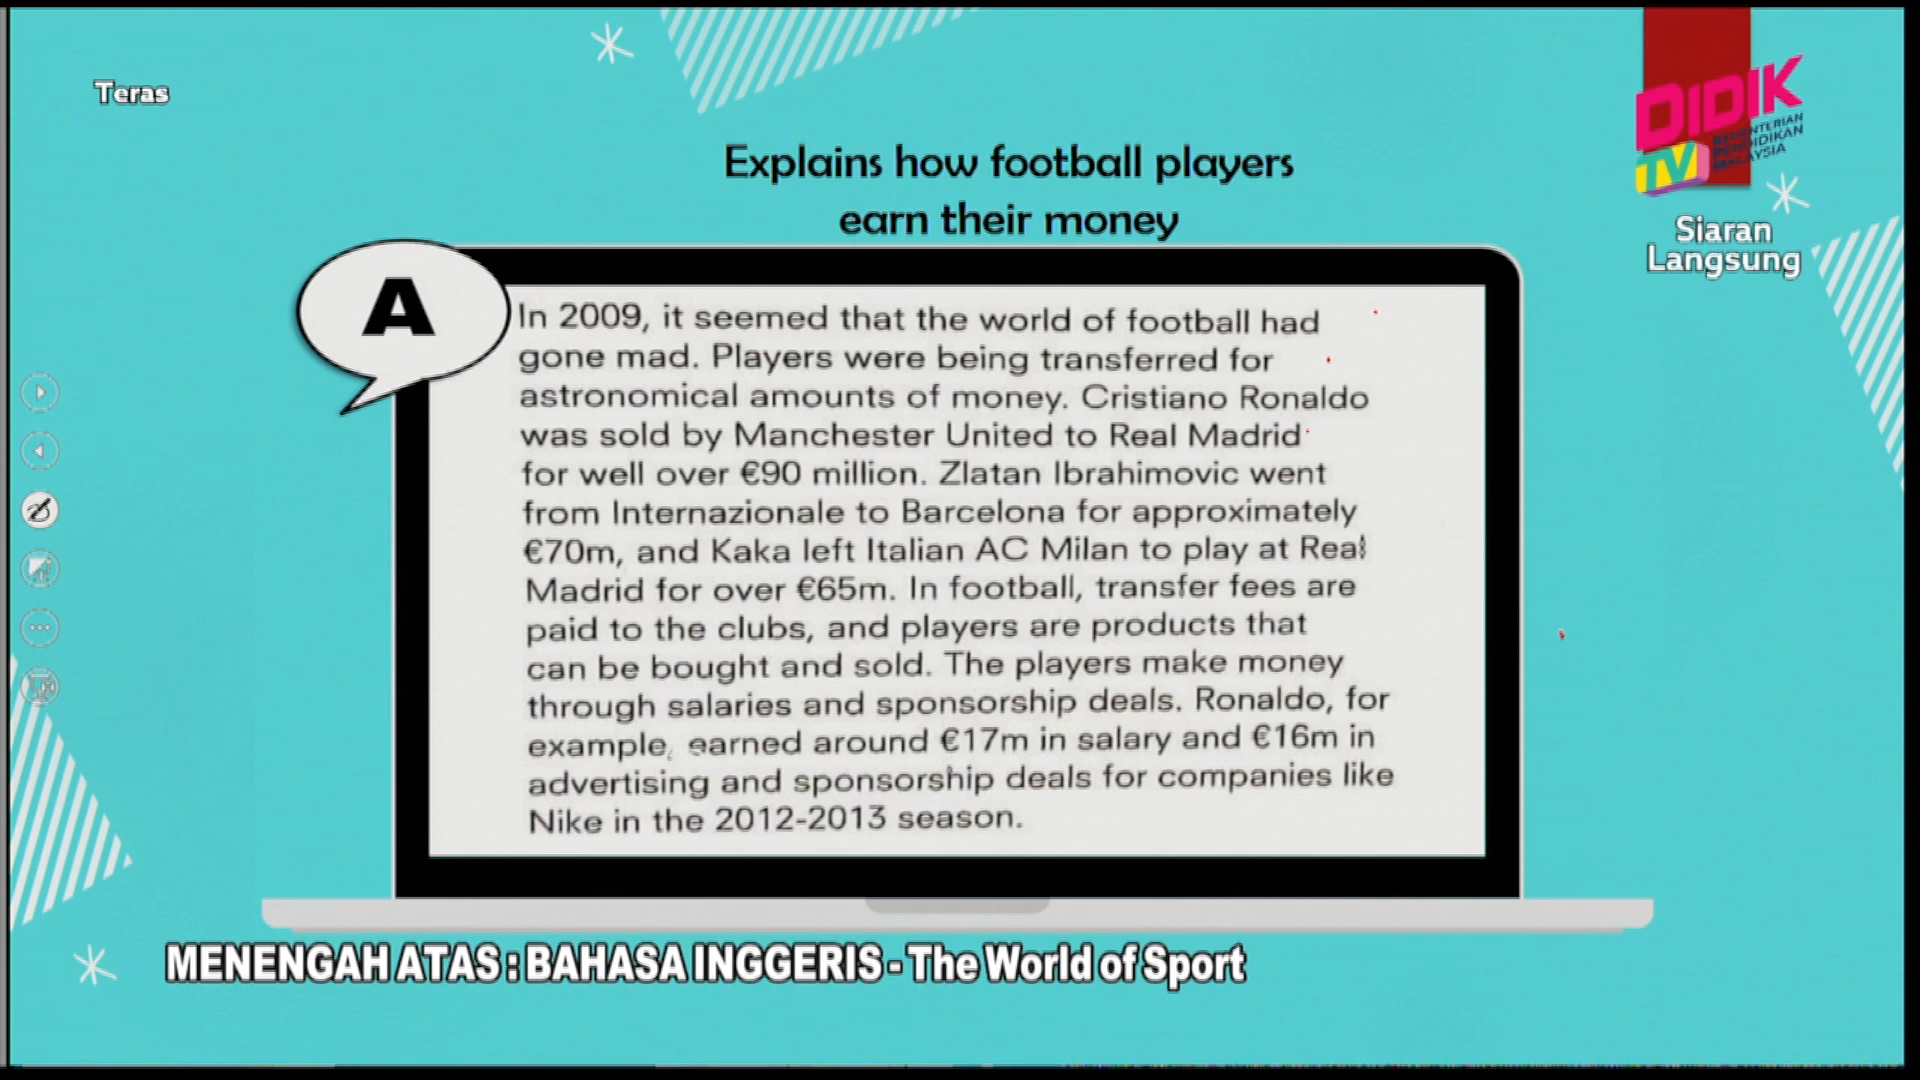 Teras
DIDIK
TV
KEMENTERIAN
PENDIDIKAN
MALAYSIA
Siaran
Langsung
Explains how football players
earn their money
A
In 2009, it seemed that the world of football had
gone mad. Players were being transferred for
astronomical amounts of money. Cristiano Ronaldo
was sold by Manchester United to Real Madrid
for well over €90 million. Zlatan Ibrahimovic went
from Internazionale to Barcelona for approximately
€70m, and Kaka left Italian AC Milan to play at Real
Madrid for over €65m. In football, transfer fees are
paid to the clubs, and players are products that
can be bought and sold. The players make money
through salaries and sponsorship deals. Ronaldo, for
example, earned around €17m in salary and €16m in
advertising and sponsorship deals for companies like
Nike in the 2012-2013 season.
MENENGAH ATAS : BAHASA INGGERIS - The World of Sport